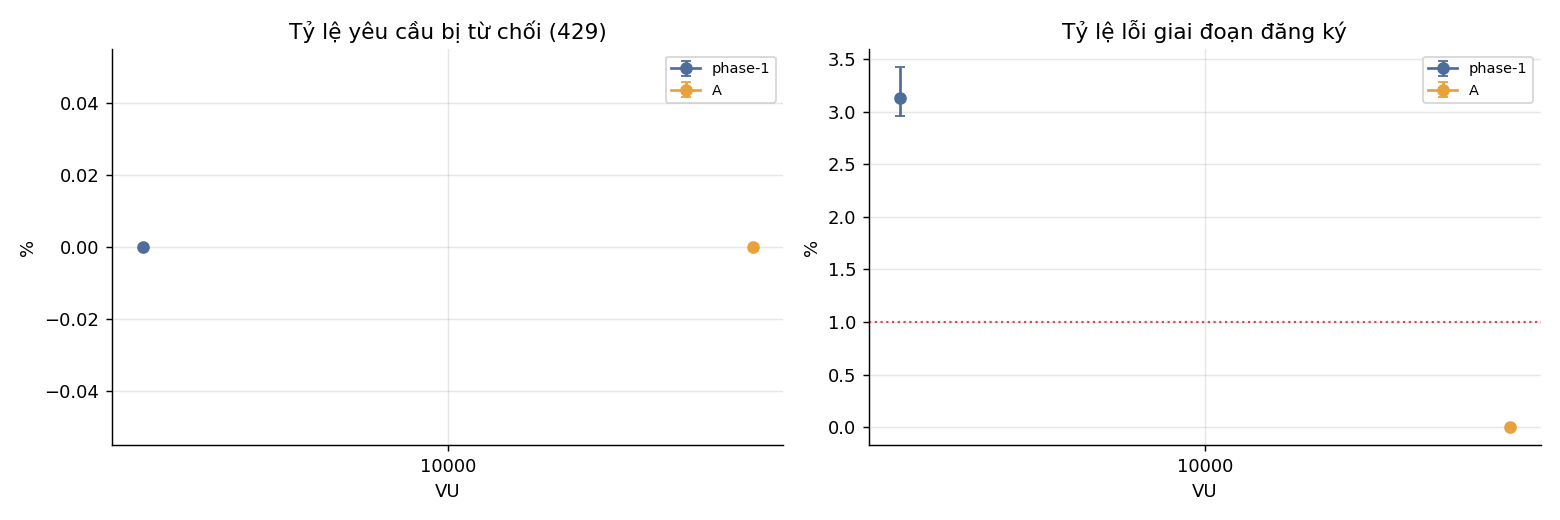 Tỷ lệ yêu cầu bị từ chối (429)
phase-1
A
0.04
0.02
0.00
−0.02
−0.04
%
10000
VU
Tỷ lệ lỗi giai đoạn đăng ký
phase-1
A
3.5
3.0
2.5
2.0
1.5
1.0
0.5
0.0
%
10000
VU